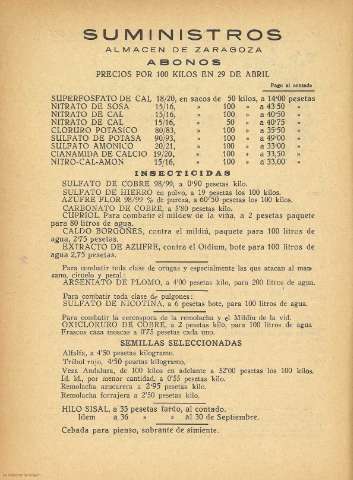 SUMINISTROS
ALMACEN DE ZARAGOZA
ABONOS
PRECIOS POR 100 KILOS EN 29 DE ABRIL
Pago al contado
SUPERFOSFATO DE CAL 18/20, en sacos de 50 kilos, a 14'00 pesetas
NITRATO DE SOSA 15/16, » 100 » a 43'50 »
NITRATO DE CAL 15/16, » 100 » a 40'50 »
NITRATO DE CAL 15/16, » 50 » a 40'75 »
CLORURO POTASICO 80/83, » 100 » a 39'50 »
SULFATO DE POTASA 90/93, » 100 » a 49'00 »
SULFATO AMONICO 20/21, » 100 » a 33'00 »
CIANAMIDA DE CALCIO 19/20, » 100 » a 33,50 »
NITRO-CAL-AMON 15/16, » 100 » a 33.00 »
INSECTICIDAS
SULFATO DE COBRE 98/99, a 0'90 pesetas kilo.
SULFATO DE HIERRO en polvo, a 19 pesetas los 100 kilos.
AZUFRE FLOR 98/99 % de pureza, a 60'50 pesetas los 100 kilos.
CARBONATO DE COBRE, a 3'80 pesetas kilo.
CUPRIOL. Para combatir el mildew de la viña, a 2 pesetas paquete
para 80 litros de agua.
CALDO BORGOÑES, contra el mildiu, paquete para 100 litros de
agua, 2'75 pesetas.
EXTRACTO DE AZUFRE, contra el Oidium, bote para 100 litros de
agua 2,75 pesetas.
Para combatir toda clase de orugas y especialmente las que atacan al man-
zano, ciruelo y peral:
ARSENIATO DE PLOMO, a 4'00 pesetas kilo, para 200 litros de agua.
Para combatir toda clase de pulgones:
SULFATO DE NICOTINA, a 6 pesetas bote, para 100 litros de agua.
Para combatir la cercospora de la remolacha y el Mildiu de la vid.
OXICLORURO DE COBRE, a 2 pesetas kilo, para 100 litros de agua.
Frascos caza moscas a 0'75 pesetas cada uno.
SEMILLAS SELECCIONADAS
Alfalfe, a 4'50 pesetas kilogramo.
Trébol rojo, 4'50 pesetas kilogramo,
Veza Andaluza, de 100 kilos en adelante a 52'00 pesetas los 100 kilos.
Id. id., por menor cantidad, a 0'55 pesetas kilo.
Remolacha azucarera a 2'95 pesetas kilo.
Remolacha forrajera a 2'50 pesetas kilo.
HILO SISAL, a 35 pesetas fardo, al contado.
Idem a 36 » al 30 de Septiembre.
Cebada para pienso, sobrante de simiente.